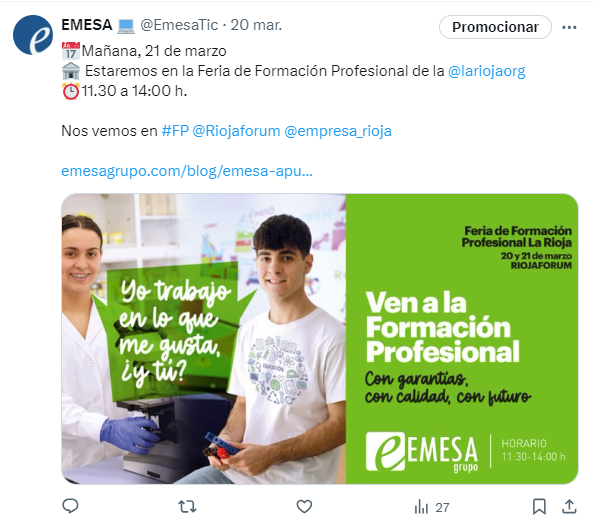 EMESA 💻 @EmesaTic · 20 mar.
Promocionar
📅Mañana, 21 de marzo
🏛️ Estaremos en la Feria de Formación Profesional de la @lariojaorg
⏰11.30 a 14:00 h.
Nos vemos en #FP @Riojaforum @empresa_rioja
emesagrupo.com/blog/emesa-apu...
Yo trabajo
en lo que
me gusta,
¿y tú?
Feria de Formación
Profesional La Rioja
20 y 21 de marzo
RIOJAFORUM
Ven a la
Formación
Profesional
Con garantías,
con calidad, con futuro
e EMESA
grupo
HORARIO
11:30-14:00 h
27